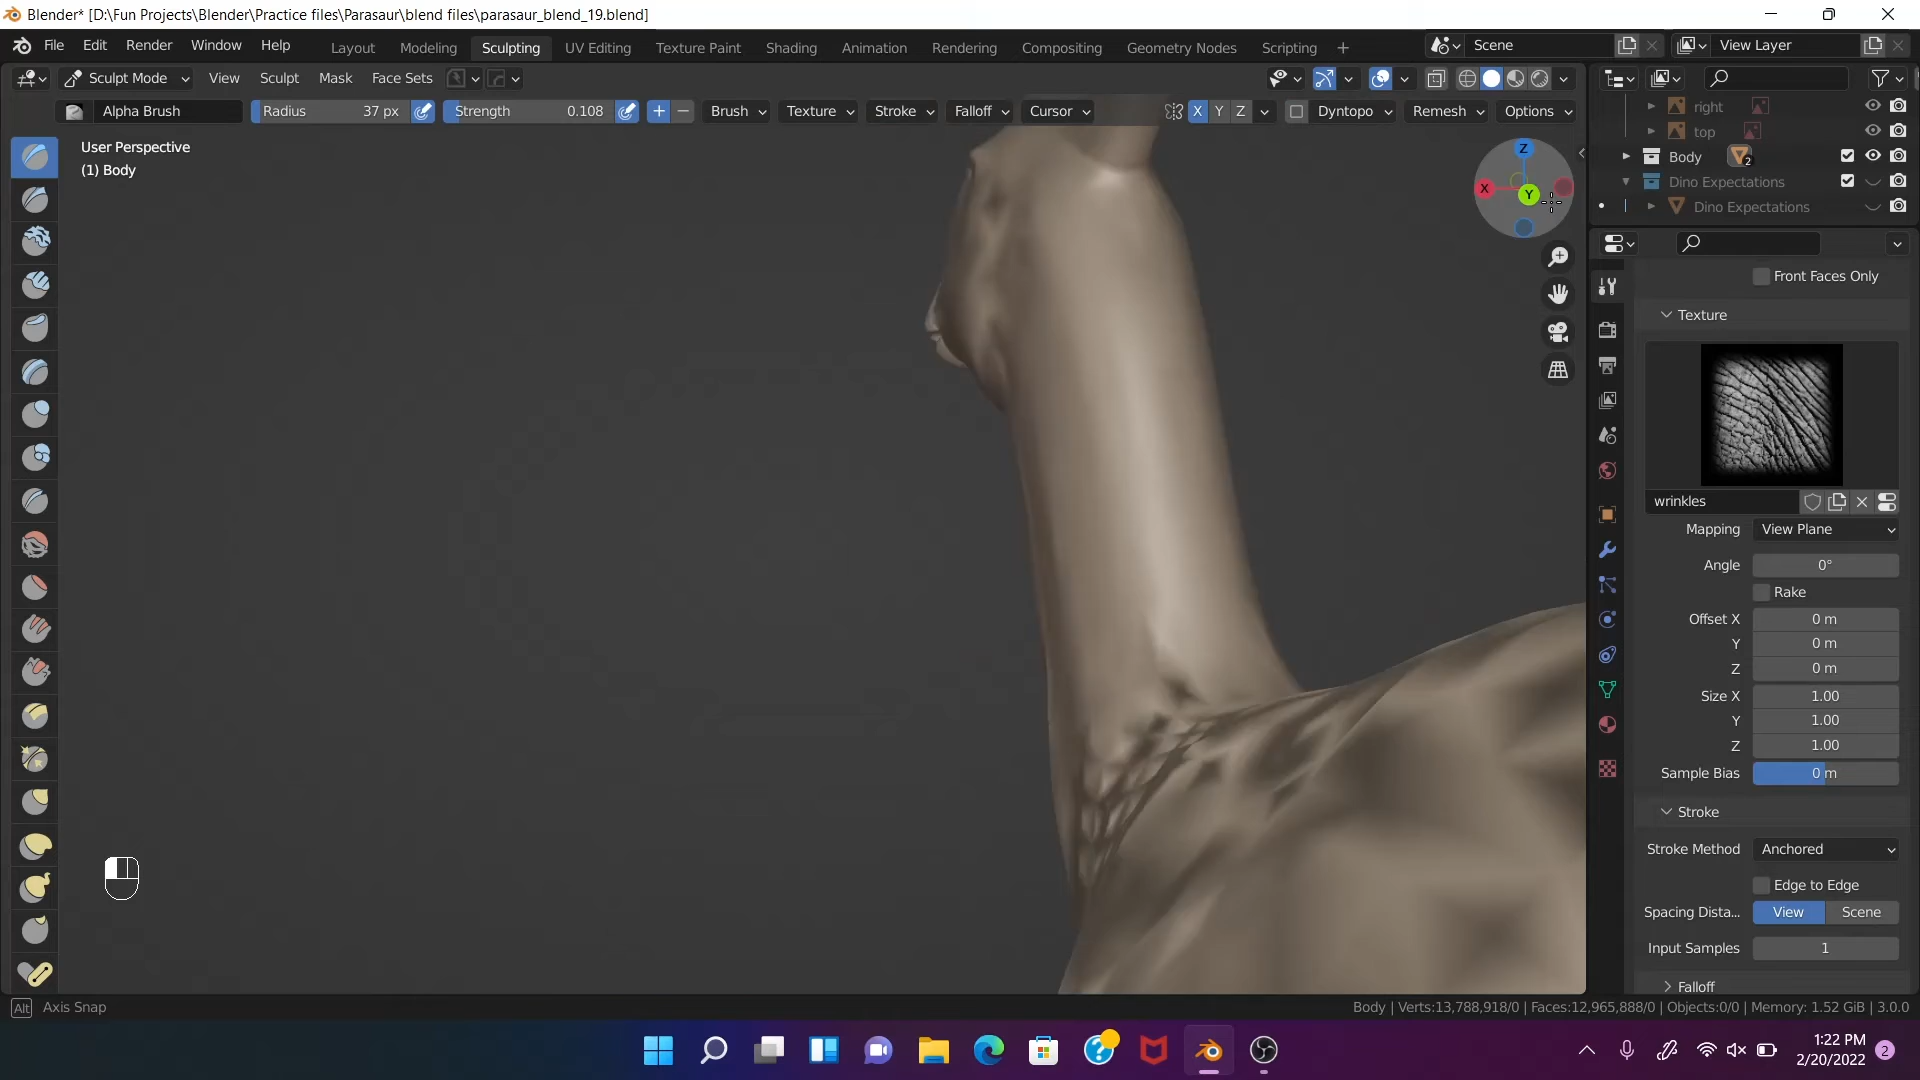 Blender* [D:\Fun Projects\Blender\Practice files\Parasaur\blend files\parasaur_blend_19.blend]
File Edit Render Window Help Layout Modeling Sculpting UV Editing Texture Paint Shading Animation Rendering Compositing Geometry Nodes Scripting + Scene View Layer
Sculpt Mode View Sculpt Mask Face Sets
Alpha Brush Radius 37 px Strength 0.108 + − Brush Texture Stroke Falloff Cursor X Y Z Dyntopo Remesh Options
User Perspective
(1) Body
Z
X
Y
right
top
Body 2
Dino Expectations
Dino Expectations
Front Faces Only
Texture
wrinkles
Mapping View Plane
Angle 0°
Rake
Offset X 0 m
Y 0 m
Z 0 m
Size X 1.00
Y 1.00
Z 1.00
Sample Bias 0 m
Stroke
Stroke Method Anchored
Edge to Edge
Spacing Dista... View Scene
Input Samples 1
Falloff
Alt Axis Snap
Body | Verts:13,788,918/0 | Faces:12,965,888/0 | Objects:0/0 | Memory: 1.52 GiB | 3.0.0
1:22 PM
2/20/2022
2